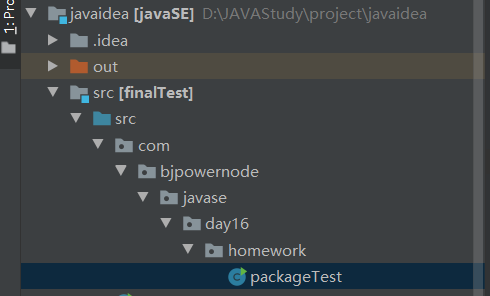 1: Pro
javaidea [javaSE] D:\JAVAStudy\project\javaidea
.idea
out
src [finalTest]
src
com
bjpowernode
javase
day16
homework
packageTest